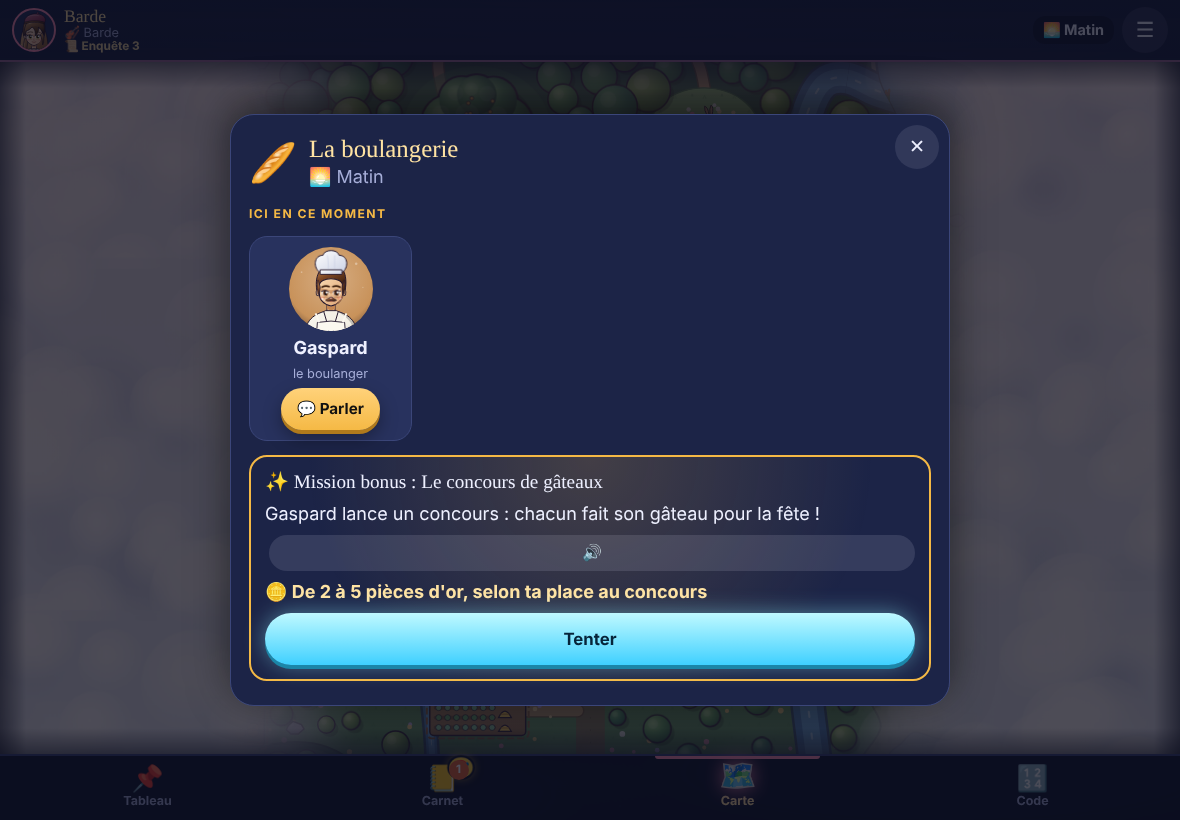 Barde
Barde
Enquête 3
Matin
La boulangerie
Matin
ICI EN CE MOMENT
Gaspard
le boulanger
Parler
Mission bonus : Le concours de gâteaux
Gaspard lance un concours : chacun fait son gâteau pour la fête !
De 2 à 5 pièces d'or, selon ta place au concours
Tenter
1
Tableau
Carnet
Carte
Code